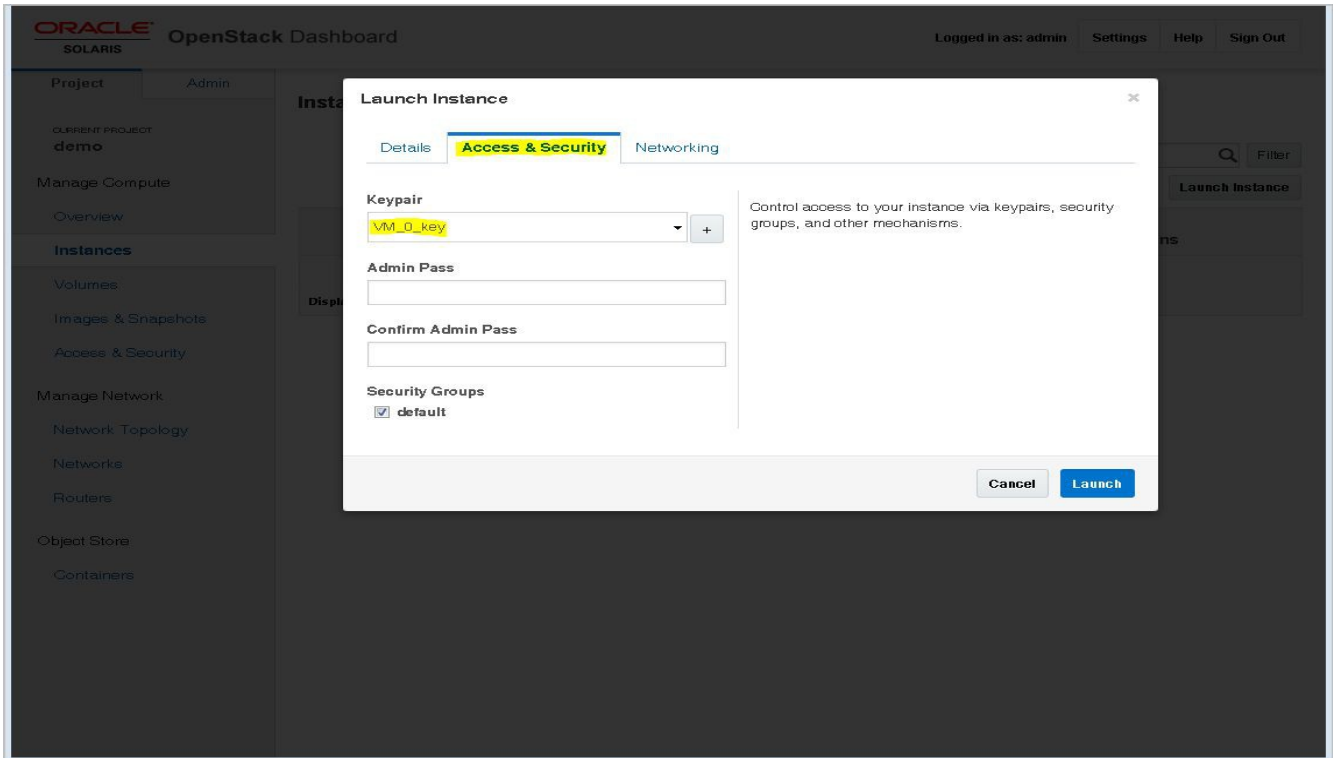 ORACLE
SOLARIS
OpenStack Dashboard
Logged in as: admin
Settings
Help
Sign Out
Project
Admin
CURRENT PROJECT
demo
Manage Compute
Overview
Instances
Volumes
Images & Snapshots
Access & Security
Manage Network
Network Topology
Networks
Routers
Object Store
Containers
Insta
Filter
Launch Instance
ns
Displ
Launch Instance
×
Details
Access & Security
Networking
Keypair
VM_0_key
+
Admin Pass
Confirm Admin Pass
Security Groups
default
Control access to your instance via keypairs, security
groups, and other mechanisms.
Cancel
Launch